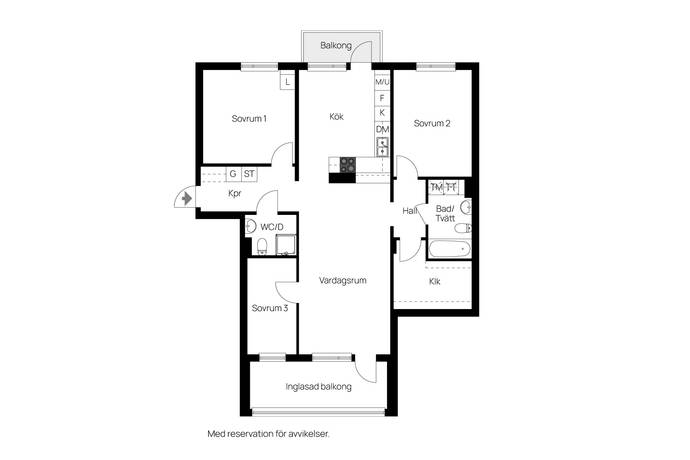 Balkong
L
M/U
Sovrum 1
Kök
F
K
Sovrum 2
DM
G ST
Kpr
TM TT
Hall
Bad/
Tvätt
WC/D
Vardagsrum
Klk
Sovrum 3
Inglasad balkong
Med reservation för avvikelser.